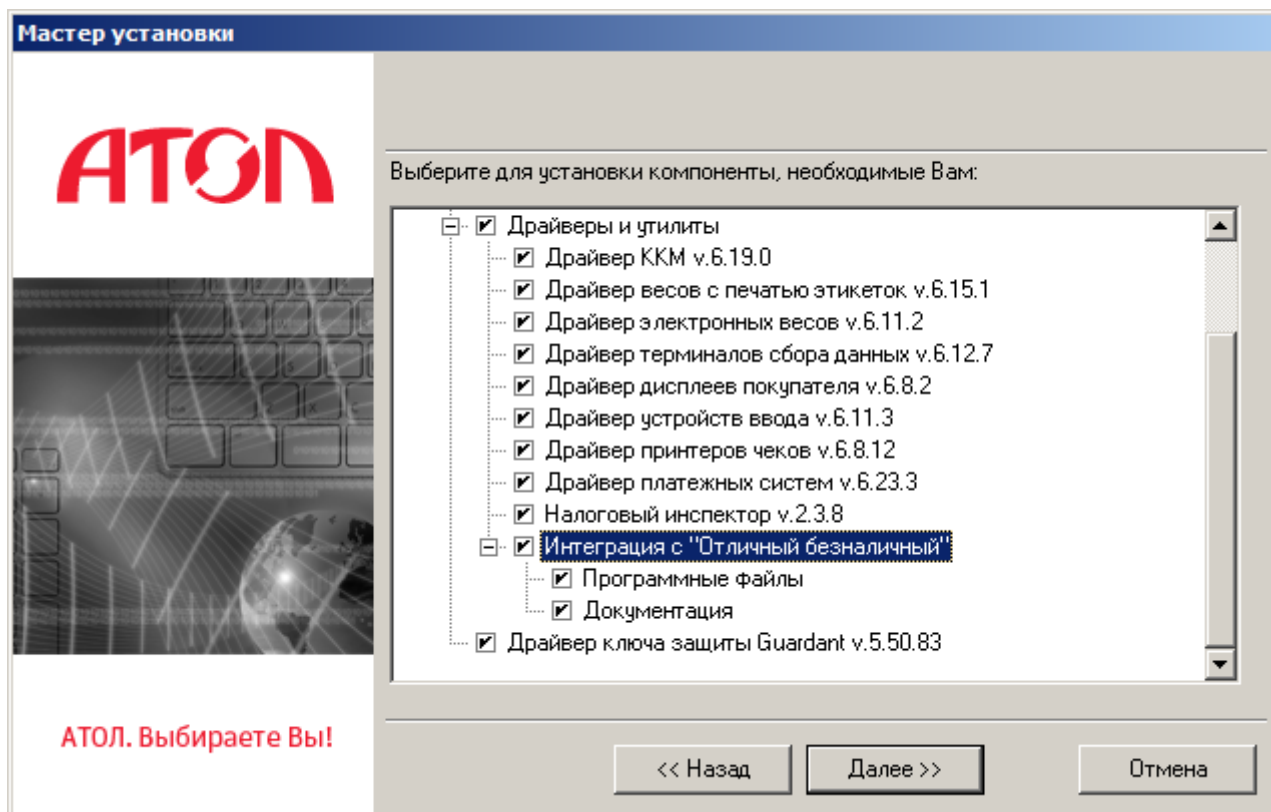 Мастер установки
АТОЛ
Выберите для установки компоненты, необходимые Вам:
Драйверы и утилиты
Драйвер ККМ v.6.19.0
Драйвер весов с печатью этикеток v.6.15.1
Драйвер электронных весов v.6.11.2
Драйвер терминалов сбора данных v.6.12.7
Драйвер дисплеев покупателя v.6.8.2
Драйвер устройств ввода v.6.11.3
Драйвер принтеров чеков v.6.8.12
Драйвер платежных систем v.6.23.3
Налоговый инспектор v.2.3.8
Интеграция с "Отличный безналичный"
Программные файлы
Документация
Драйвер ключа защиты Guardant v.5.50.83
АТОЛ. Выбираете Вы!
<< Назад
Далее >>
Отмена